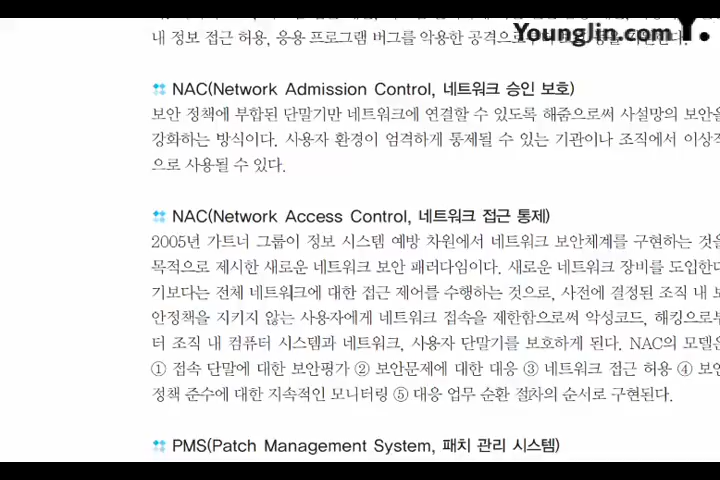 YoungJin.com Y.
내 정보 접근 허용, 응용 프로그램 버그를 악용한 공격으로부터
NAC(Network Admission Control, 네트워크 승인 보호)
보안 정책에 부합된 단말기만 네트워크에 연결할 수 있도록 해줌으로써 사설망의 보안을
강화하는 방식이다. 사용자 환경이 엄격하게 통제될 수 있는 기관이나 조직에서 이상적
으로 사용될 수 있다.
NAC(Network Access Control, 네트워크 접근 통제)
2005년 가트너 그룹이 정보 시스템 예방 차원에서 네트워크 보안체계를 구현하는 것을
목적으로 제시한 새로운 네트워크 보안 패러다임이다. 새로운 네트워크 장비를 도입한다
기보다는 전체 네트워크에 대한 접근 제어를 수행하는 것으로, 사전에 결정된 조직 내 보
안정책을 지키지 않는 사용자에게 네트워크 접속을 제한함으로써 악성코드, 해킹으로부
터 조직 내 컴퓨터 시스템과 네트워크, 사용자 단말기를 보호하게 된다. NAC의 모델은
① 접속 단말에 대한 보안평가 ② 보안문제에 대한 대응 ③ 네트워크 접근 허용 ④ 보안
정책 준수에 대한 지속적인 모니터링 ⑤ 대응 업무 순환 절차의 순서로 구현된다.
PMS(Patch Management System, 패치 관리 시스템)